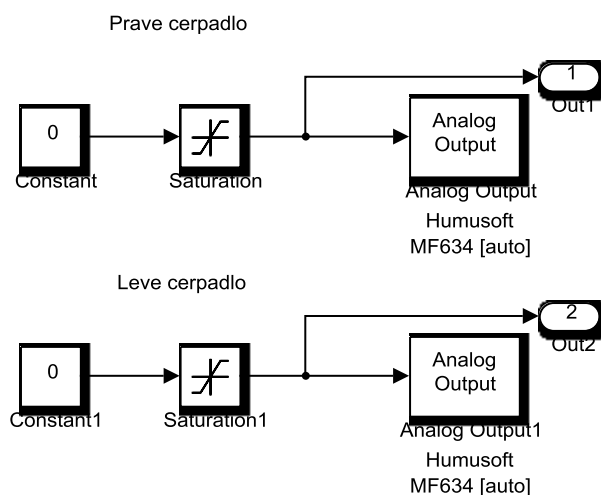 Prave cerpadlo
1
Out1
0
Constant
Saturation
Analog
Output
Analog Output
Humusoft
MF634 [auto]
Leve cerpadlo
2
Out2
0
Constant1
Saturation1
Analog
Output
Analog Output1
Humusoft
MF634 [auto]